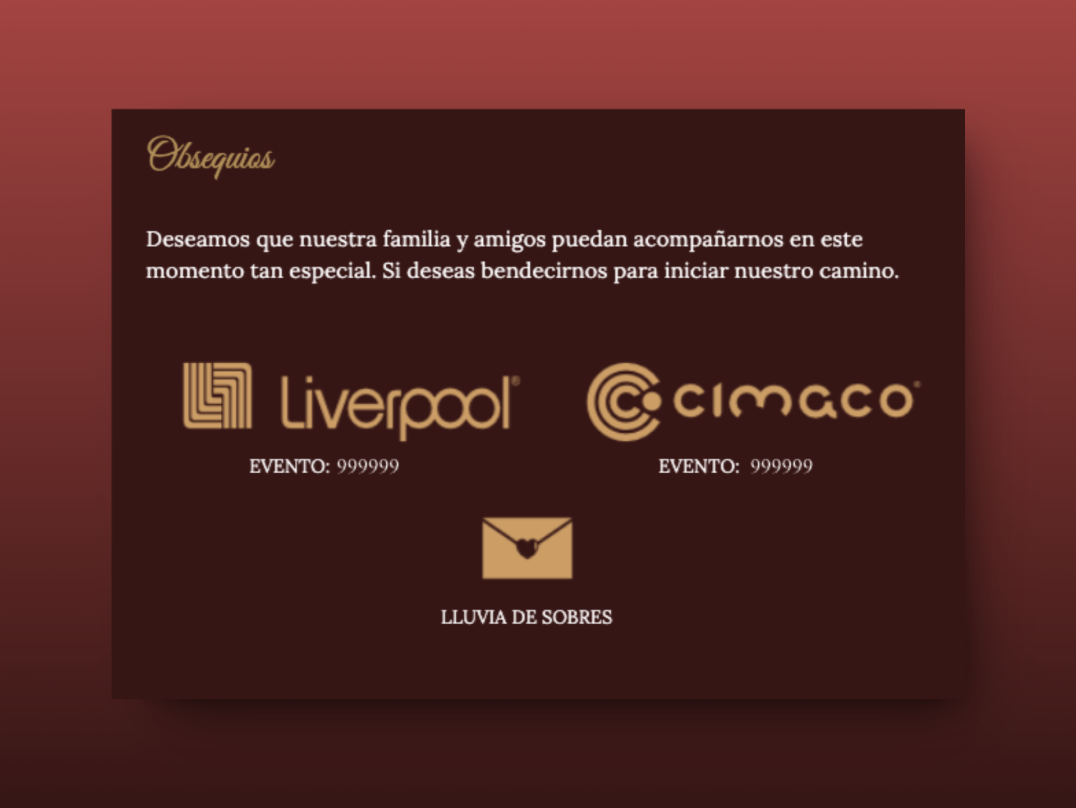 Obsequios
Deseamos que nuestra familia y amigos puedan acompañarnos en este
momento tan especial. Si deseas bendecirnos para iniciar nuestro camino.
Liverpool®
cimaco®
EVENTO: 999999
EVENTO: 999999
LLUVIA DE SOBRES